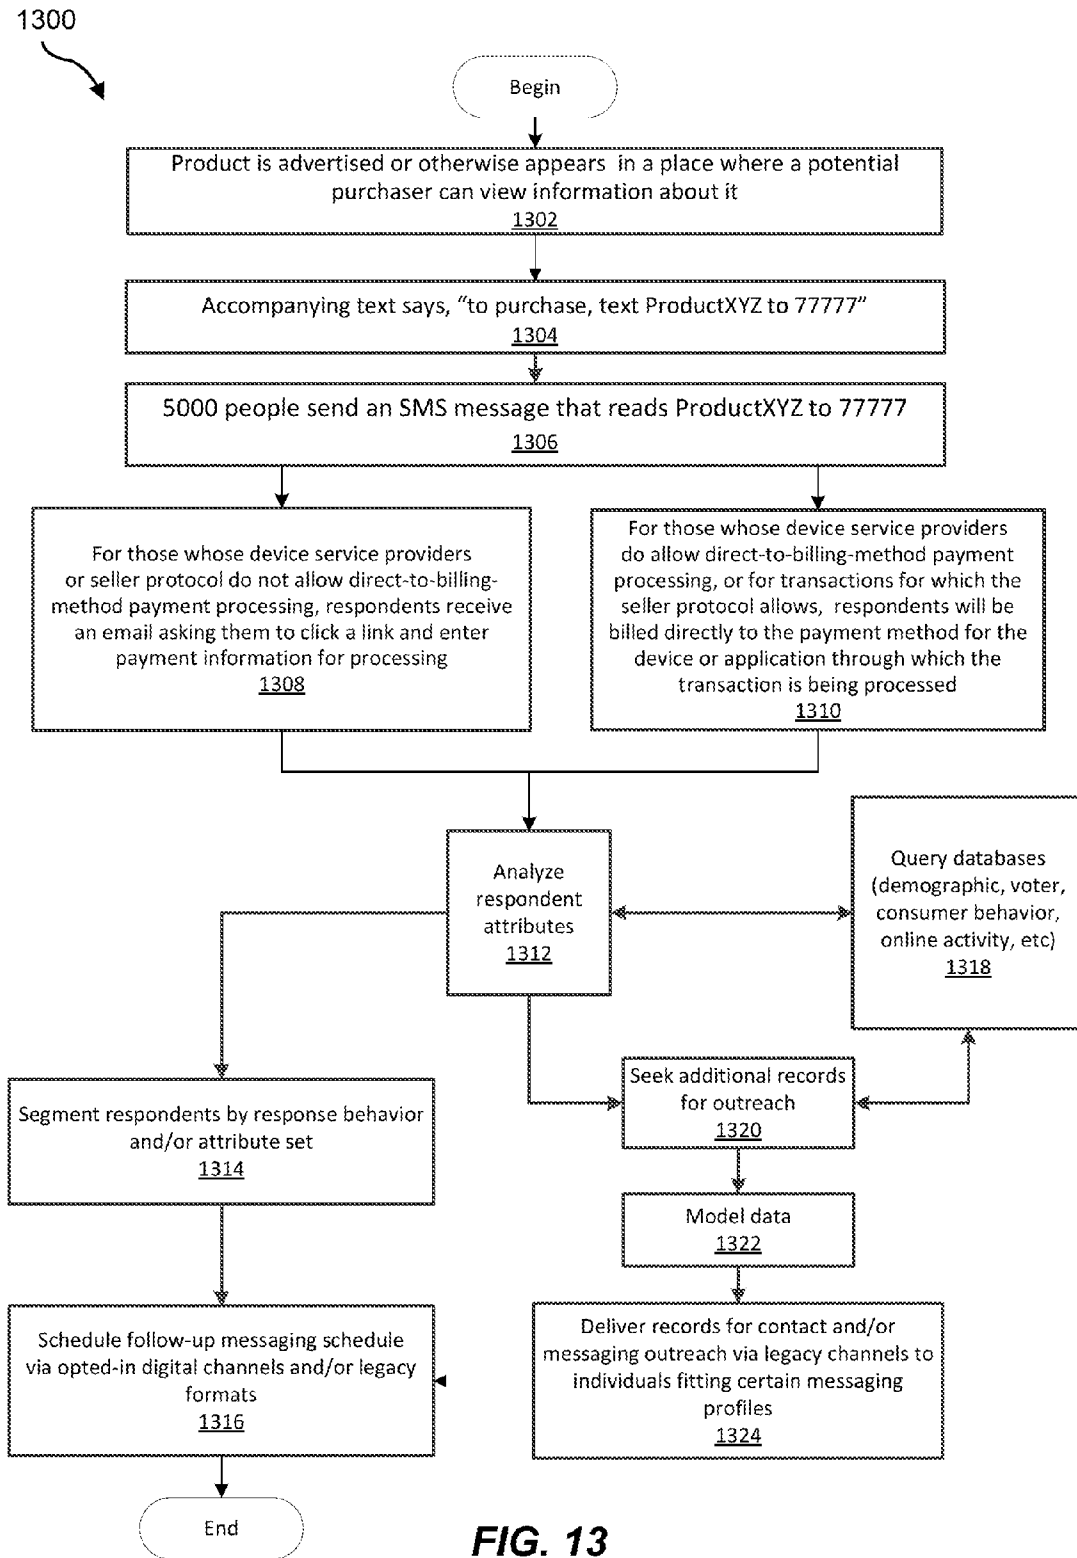 1300
Begin
Product is advertised or otherwise appears in a place where a potential
purchaser can view information about it
1302
Accompanying text says, “to purchase, text ProductXYZ to 77777”
1304
5000 people send an SMS message that reads ProductXYZ to 77777
1306
For those whose device service providers
or seller protocol do not allow direct-to-billing-
method payment processing, respondents receive
an email asking them to click a link and enter
payment information for processing
1308
For those whose device service providers
do allow direct-to-billing-method payment
processing, or for transactions for which the
seller protocol allows, respondents will be
billed directly to the payment method for the
device or application through which the
transaction is being processed
1310
Analyze
respondent
attributes
1312
Query databases
(demographic, voter,
consumer behavior,
online activity, etc)
1318
Segment respondents by response behavior
and/or attribute set
1314
Seek additional records
for outreach
1320
Model data
1322
Schedule follow-up messaging schedule
via opted-in digital channels and/or legacy
formats
1316
Deliver records for contact and/or
messaging outreach via legacy channels to
individuals fitting certain messaging
profiles
1324
End
FIG. 13